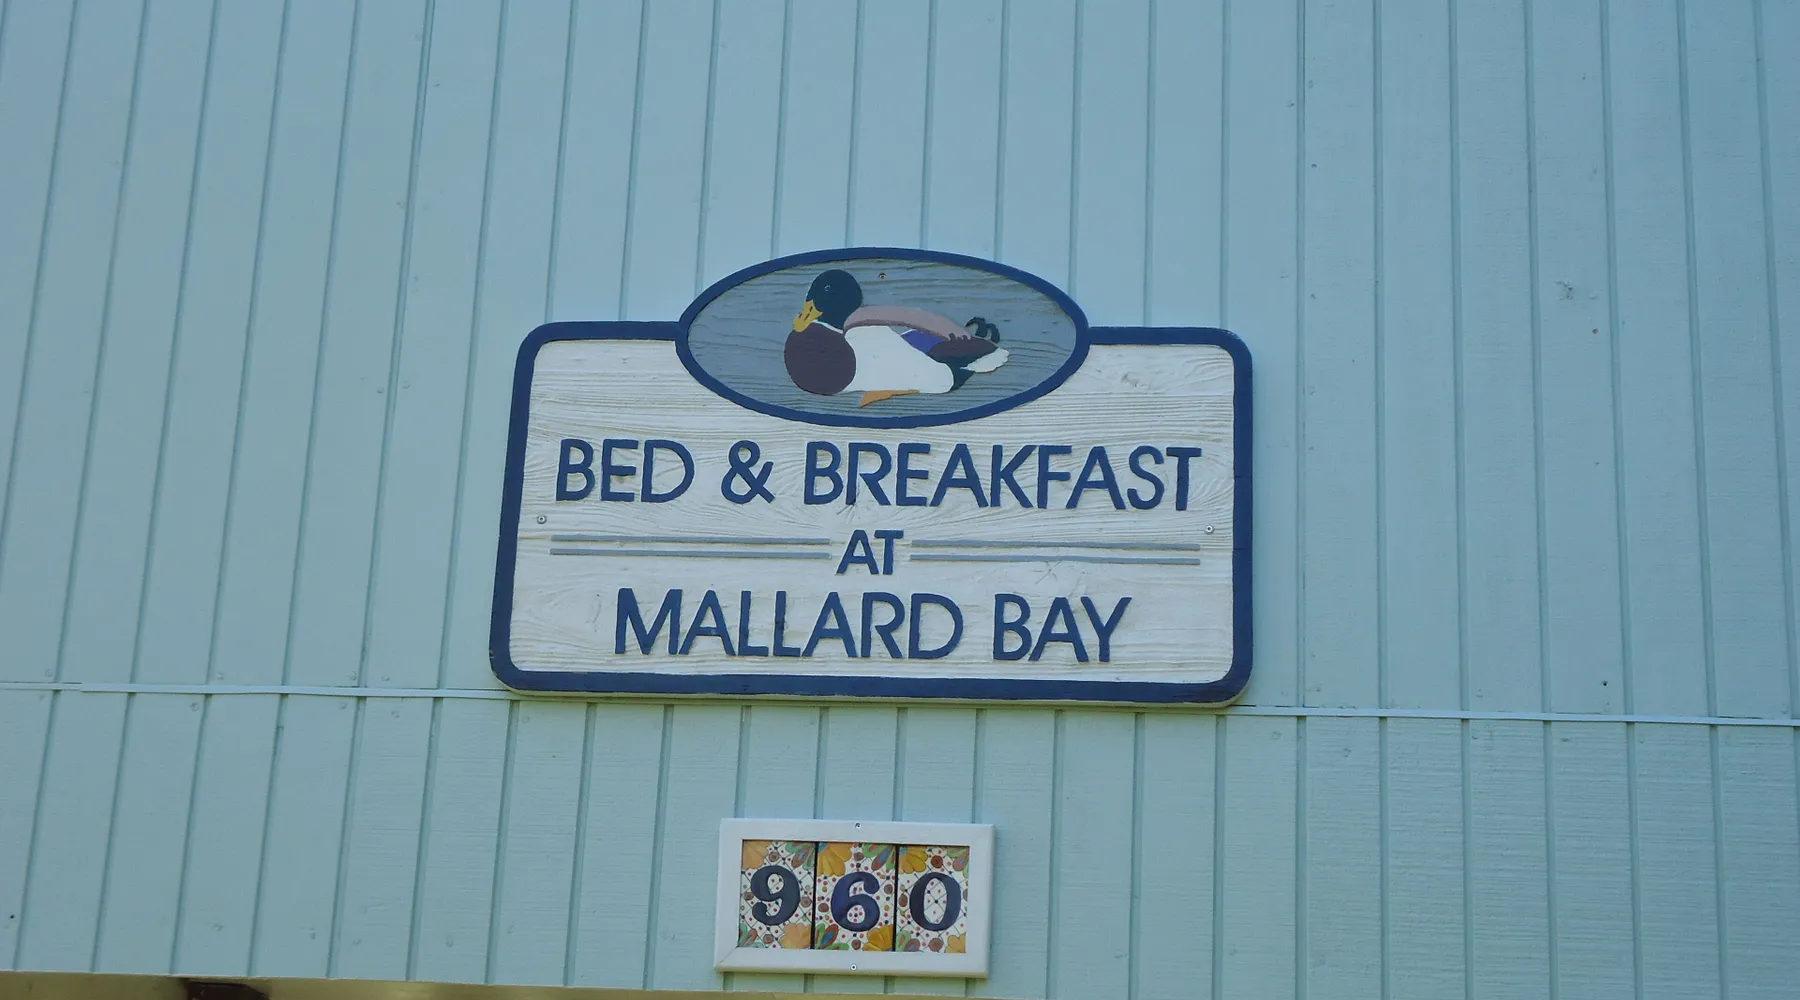 BED & BREAKFAST
AT
MALLARD BAY
960